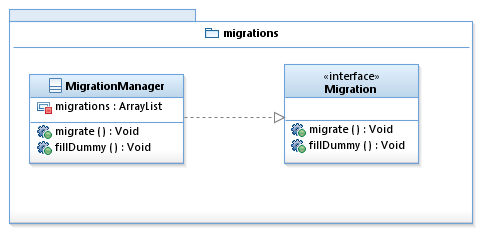 migrations
MigrationManager
migrations : ArrayList
migrate ( ) : Void
fillDummy ( ) : Void
«interface»
Migration
migrate ( ) : Void
fillDummy ( ) : Void